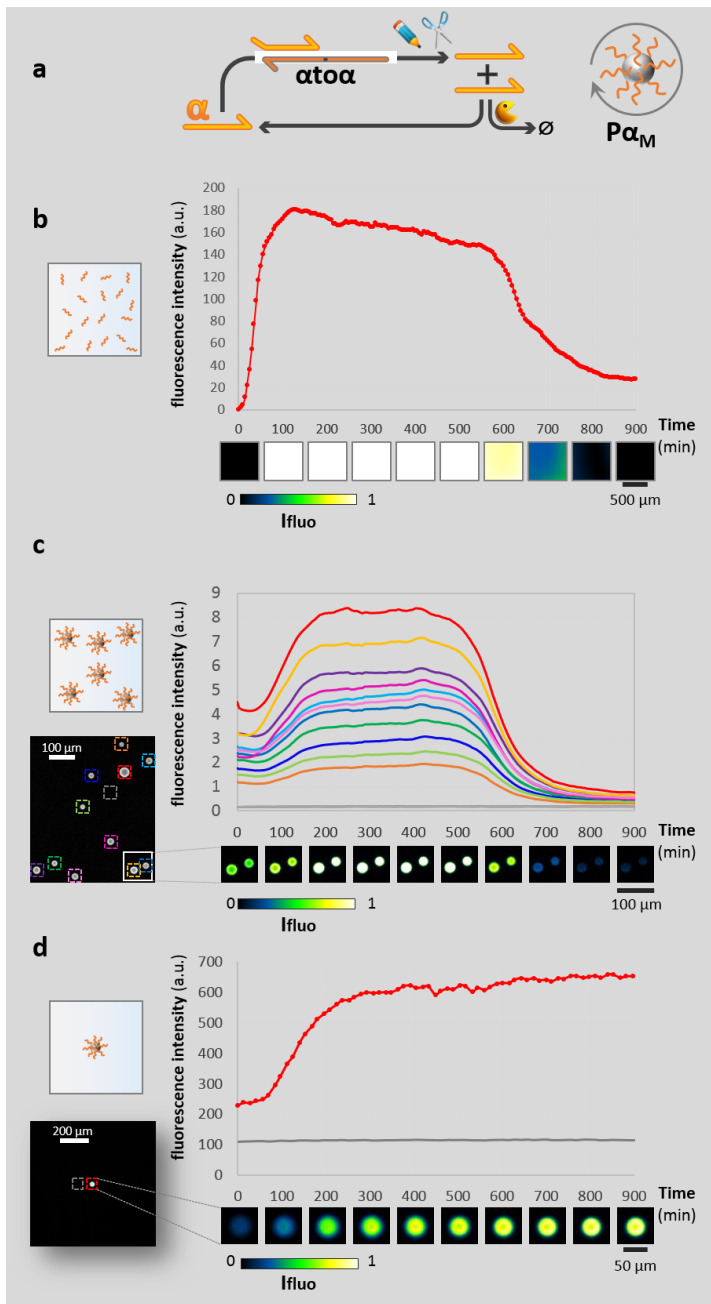 a
αtoα
α
+
∅
PαM
b
fluorescence intensity (a.u.)
200
180
160
140
120
100
80
60
40
20
0
0 100 200 300 400 500 600 700 800 900
Time
(min)
0 1
Ifluo
500 µm
c
100 µm
fluorescence intensity (a.u.)
9
8
7
6
5
4
3
2
1
0
0 100 200 300 400 500 600 700 800 900
Time
(min)
0 1
Ifluo
100 µm
d
200 µm
fluorescence intensity (a.u.)
700
600
500
400
300
200
100
0
0 100 200 300 400 500 600 700 800 900
Time
(min)
0 1
Ifluo
50 µm